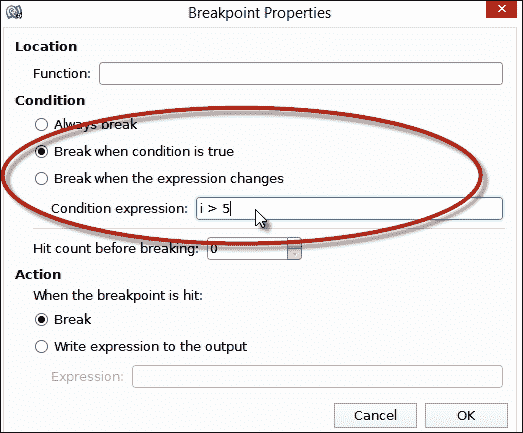 Breakpoint Properties
Location
Function:
Condition
Always break
Break when condition is true
Break when the expression changes
Condition expression: i > 5
Hit count before breaking: 0
Action
When the breakpoint is hit:
Break
Write expression to the output
Expression:
Cancel OK